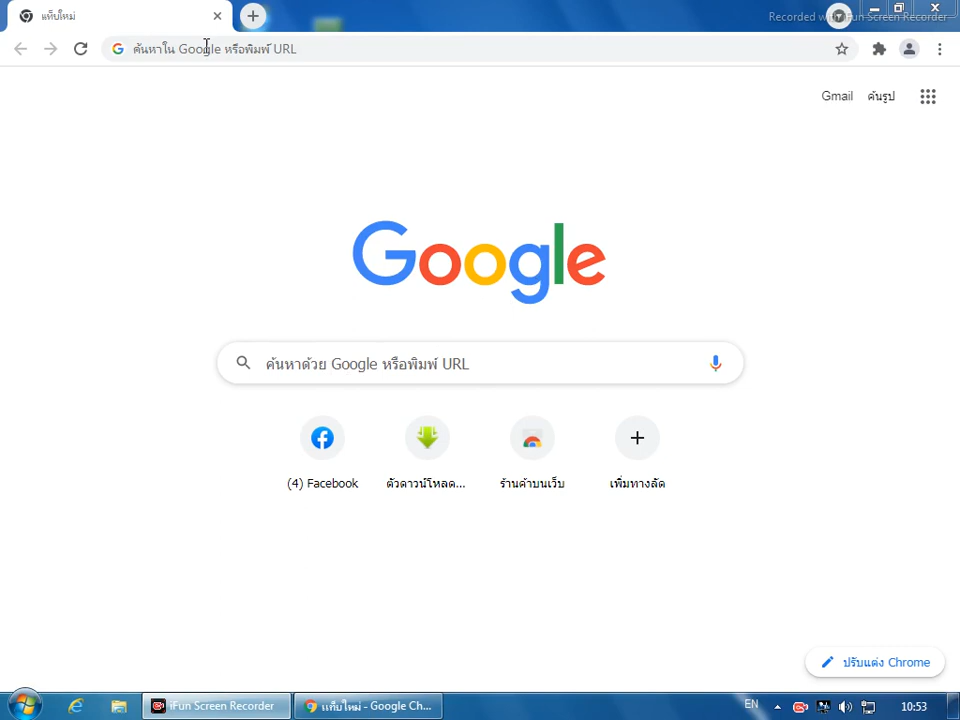 แท็บใหม่
Recorded with iFun Screen Recorder
ค้นหาใน Google หรือพิมพ์ URL
Gmail
ค้นรูป
Google
ค้นหาด้วย Google หรือพิมพ์ URL
(4) Facebook
ตัวดาวน์โหลด...
ร้านค้าบนเว็บ
เพิ่มทางลัด
ปรับแต่ง Chrome
iFun Screen Recorder
แท็บใหม่ - Google Ch...
EN
10:53